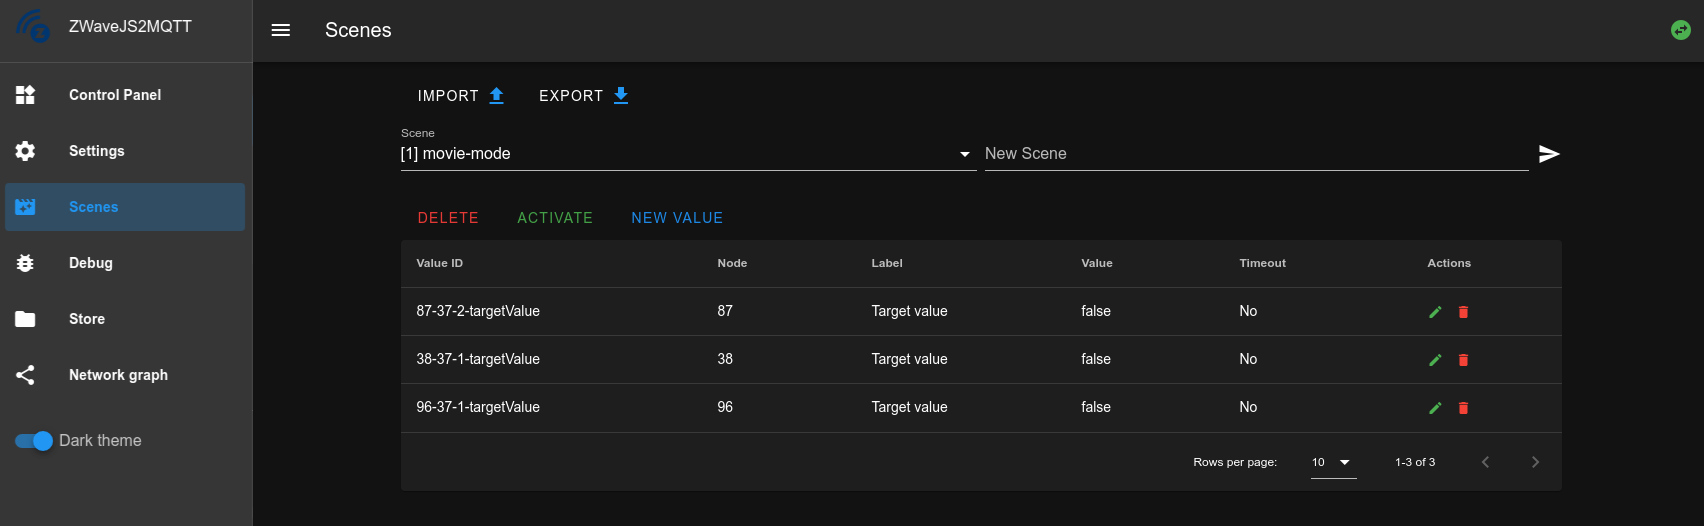 ZWaveJS2MQTT
Scenes
Control Panel
Settings
Scenes
Debug
Store
Network graph
Dark theme
IMPORT EXPORT
Scene
[1] movie-mode New Scene
DELETE ACTIVATE NEW VALUE
Value ID Node Label Value Timeout Actions
87-37-2-targetValue 87 Target value false No
38-37-1-targetValue 38 Target value false No
96-37-1-targetValue 96 Target value false No
Rows per page: 10 1-3 of 3